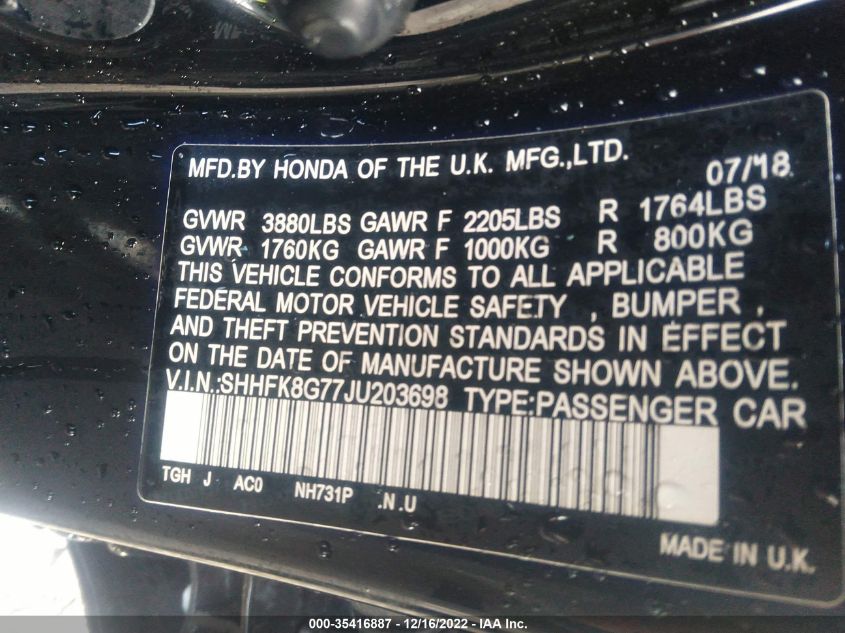 MFD.BY HONDA OF THE U.K. MFG.,LTD. 07/18
GVWR 3880LBS GAWR F 2205LBS R 1764LBS
GVWR 1760KG GAWR F 1000KG R 800KG
THIS VEHICLE CONFORMS TO ALL APPLICABLE
FEDERAL MOTOR VEHICLE SAFETY , BUMPER ,
AND THEFT PREVENTION STANDARDS IN EFFECT
ON THE DATE OF MANUFACTURE SHOWN ABOVE.
V.I.N.:SHHFK8G77JU203698 TYPE:PASSENGER CAR
TGH J AC0 NH731P .N.U
MADE IN U.K.
000-35416887 - 12/16/2022 - IAA Inc.